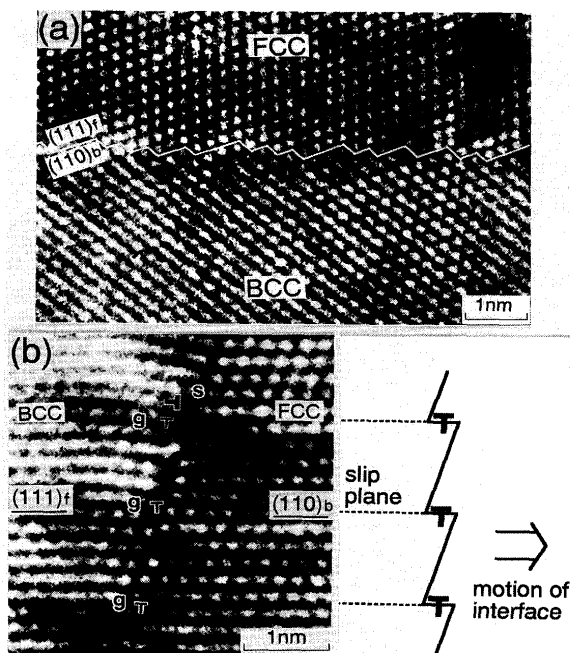 (a)
FCC
(111)f
(110)b
BCC
1nm
(b)
s
BCC
g
FCC
(111)f
g
(110)b
g
1nm
slip
plane
motion of
interface